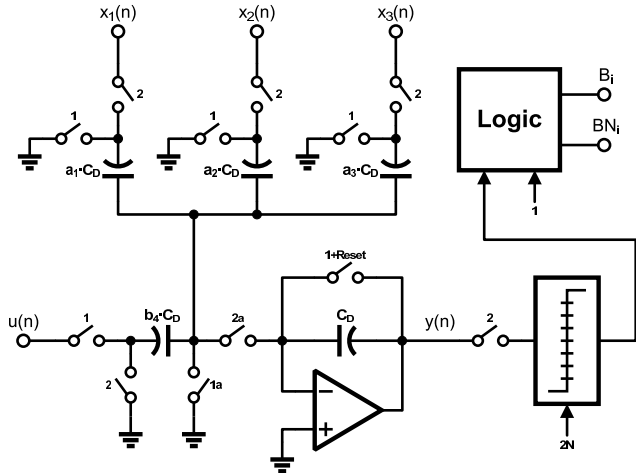 x1(n) x2(n) x3(n)
2 2 2
1 1 1
a1·CD a2·CD a3·CD
Bi
Logic
BNi
1
1+Reset
u(n) 1 b4·CD 2a CD y(n) 2
2 1a
−
+
2N